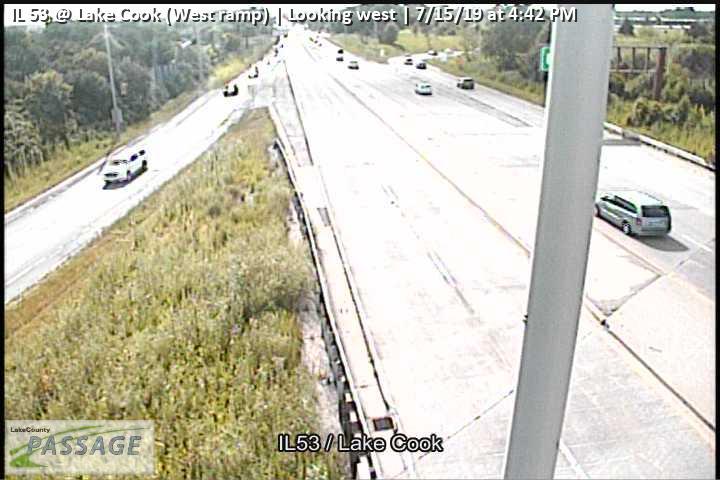 IL 53 @ Lake Cook (West ramp) | Looking west | 7/15/19 at 4:42 PM
LakeCounty
PASSAGE
IL53 / Lake Cook